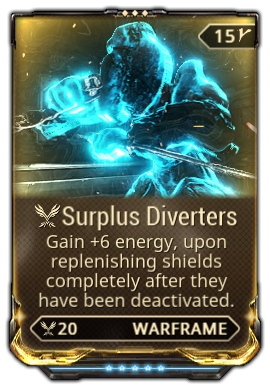 15
Surplus Diverters
Gain +6 energy, upon
replenishing shields
completely after they
have been deactivated.
20 WARFRAME